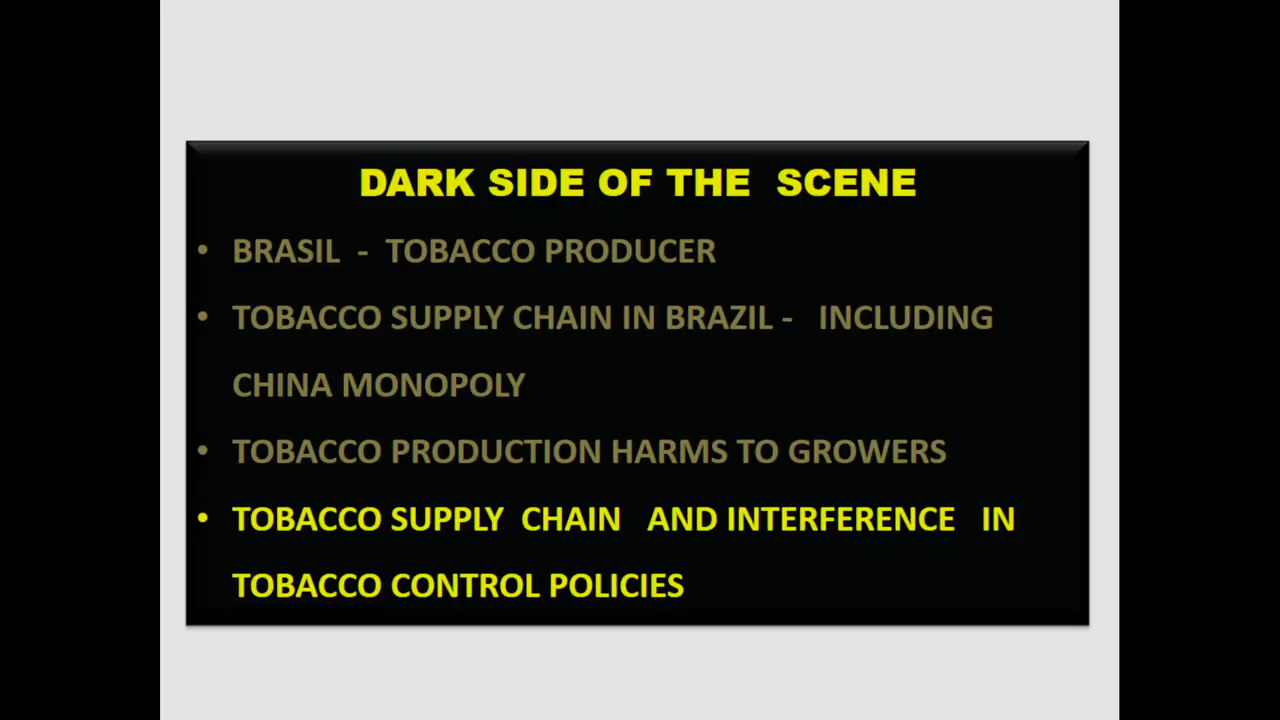 DARK SIDE OF THE SCENE
• BRASIL - TOBACCO PRODUCER
• TOBACCO SUPPLY CHAIN IN BRAZIL - INCLUDING
CHINA MONOPOLY
• TOBACCO PRODUCTION HARMS TO GROWERS
• TOBACCO SUPPLY CHAIN AND INTERFERENCE IN
TOBACCO CONTROL POLICIES